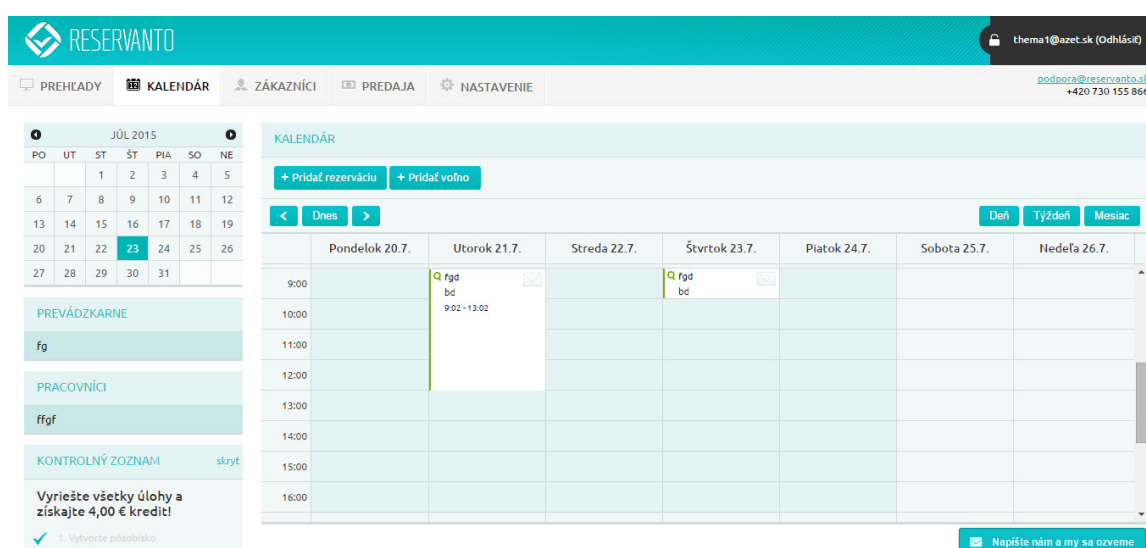 RESERVANTO
thema1@azet.sk (Odhlásiť)
PREHĽADY KALENDÁR ZÁKAZNÍCI PREDAJA NASTAVENIE
podpora@reservanto.sk
+420 730 155 866
JÚL 2015
PO UT ST ŠT PIA SO NE
1 2 3 4 5
6 7 8 9 10 11 12
13 14 15 16 17 18 19
20 21 22 23 24 25 26
27 28 29 30 31
PREVÁDZKARNE
fg
PRACOVNÍCI
ffgf
KONTROLNÝ ZOZNAM skryť
Vyriešte všetky úlohy a
získajte 4,00 € kredit!
1. Vytvorte pôsobisko
KALENDÁR
+ Pridať rezerváciu + Pridať voľno
< Dnes > Deň Týždeň Mesiac
Pondelok 20.7. Utorok 21.7. Streda 22.7. Štvrtok 23.7. Piatok 24.7. Sobota 25.7. Nedeľa 26.7.
9:00 fgd fgd
bd bd
10:00 9:02 - 13:02
11:00
12:00
13:00
14:00
15:00
16:00
Napíšte nám a my sa ozveme